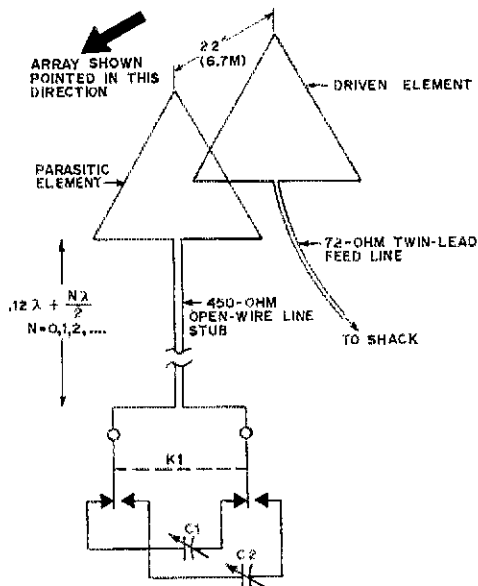 ARRAY SHOWN
POINTED IN THIS
DIRECTION
22'
(6.7M)
DRIVEN ELEMENT
PARASITIC
ELEMENT
72-OHM TWIN-LEAD
FEED LINE
.12 λ + Nλ/2
N=0,1,2,....
450-OHM
OPEN-WIRE LINE
STUB
TO SHACK
K1
C1
C2